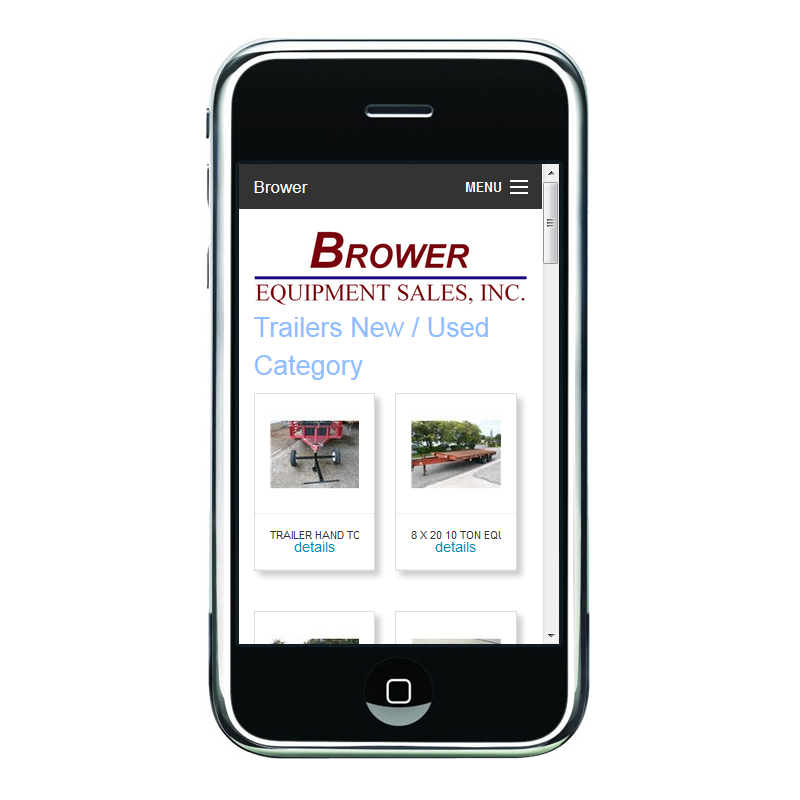 Brower
MENU
BROWER
EQUIPMENT SALES, INC.
Trailers New / Used
Category
TRAILER HAND TO
details
8 X 20 10 TON EQU
details